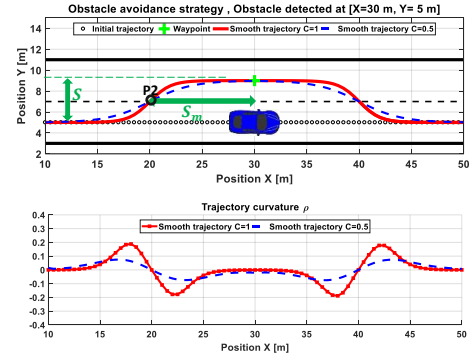 Obstacle avoidance strategy , Obstacle detected at [X=30 m, Y= 5 m]
Initial trajectory Waypoint Smooth trajectory C=1 Smooth trajectory C=0.5
Position Y [m]
14
12
10
8
6
4
2
S
P2
Sm
10 15 20 25 30 35 40 45 50
Position X [m]
Trajectory curvature ρ
Smooth trajectory C=1 Smooth trajectory C=0.5
0.4
0.3
0.2
0.1
0
-0.1
-0.2
-0.3
-0.4
10 15 20 25 30 35 40 45 50
Position X [m]